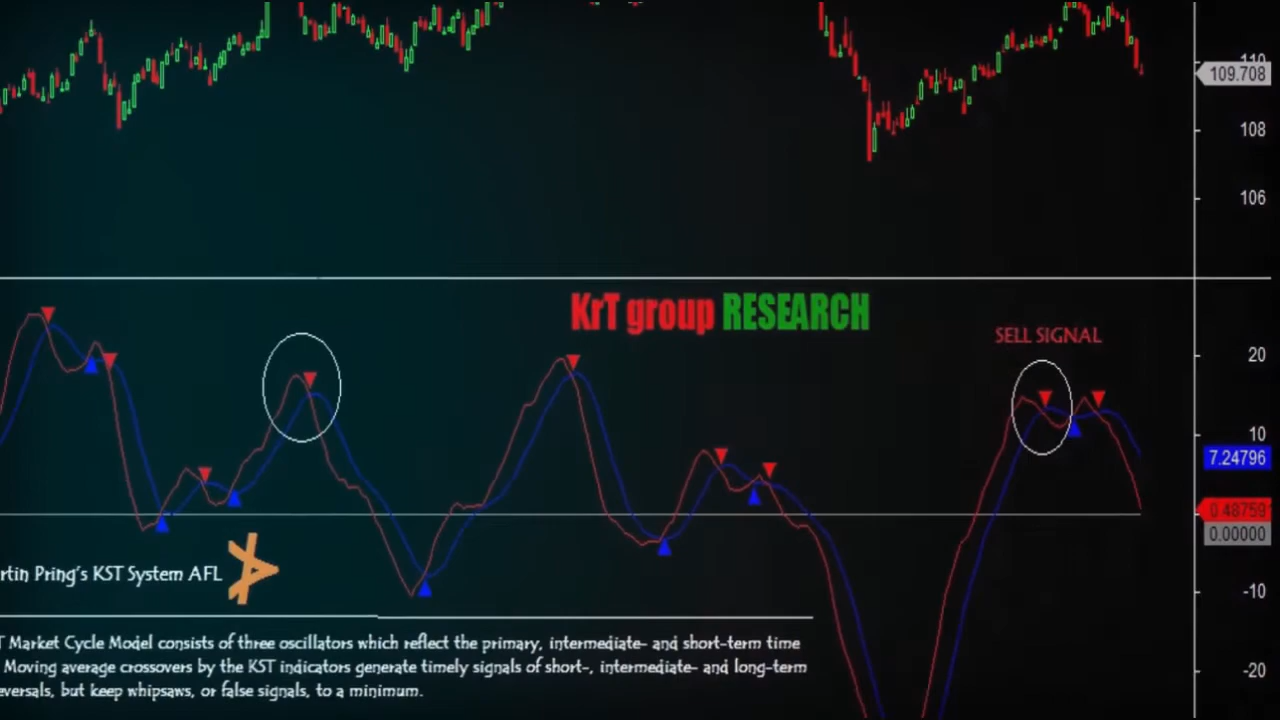 110
109.708
108
106
KrT group RESEARCH
SELL SIGNAL
20
10
7.24796
0.48759
0.00000
rtin Pring's KST System AFL
-10
T Market Cycle Model consists of three oscillators which reflect the primary, intermediate- and short-term time
Moving average crossovers by the KST indicators generate timely signals of short-, intermediate- and long-term
-20
eversals, but keep whipsaws, or false signals, to a minimum.